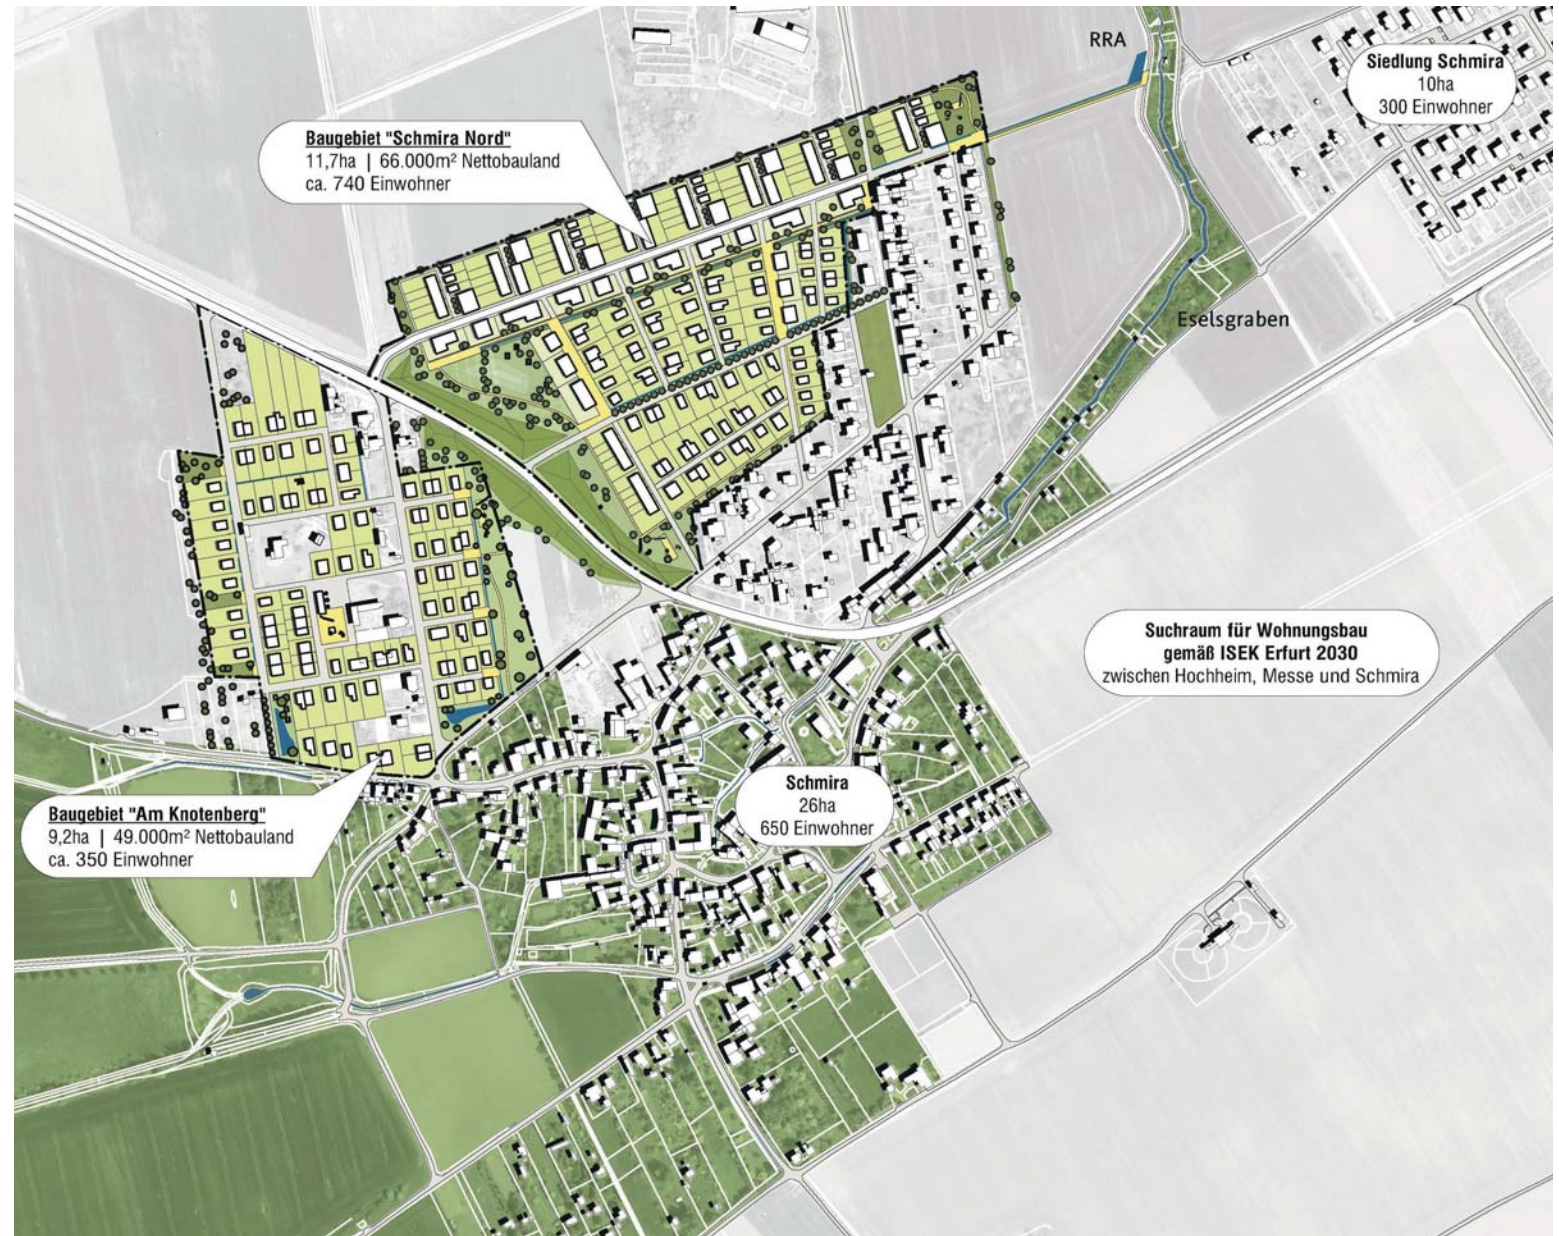 RRA
Siedlung Schmira
10ha
300 Einwohner
Baugebiet "Schmira Nord"
11,7ha | 66.000m² Nettobauland
ca. 740 Einwohner
Eselsgraben
Suchraum für Wohnungsbau
gemäß ISEK Erfurt 2030
zwischen Hochheim, Messe und Schmira
Schmira
26ha
650 Einwohner
Baugebiet "Am Knotenberg"
9,2ha | 49.000m² Nettobauland
ca. 350 Einwohner